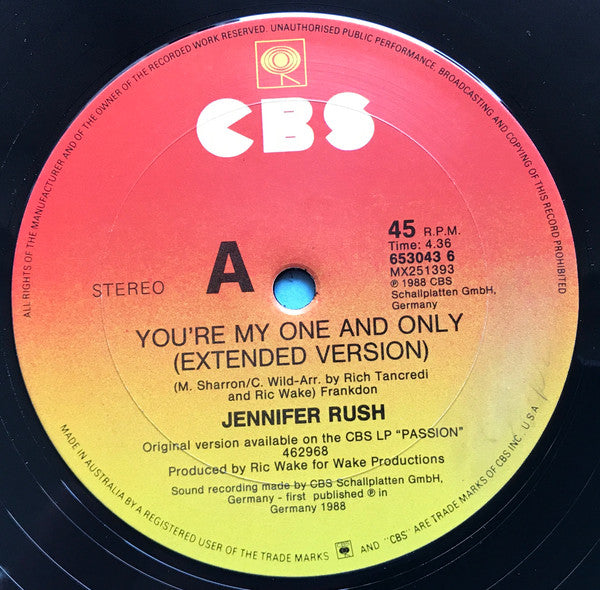 ALL RIGHTS OF THE MANUFACTURER AND OF THE OWNER OF THE RECORDED WORK RESERVED. UNAUTHORISED PUBLIC PERFORMANCE, BROADCASTING AND COPYING OF THIS RECORD PROHIBITED
CBS
45 R.P.M.
Time: 4.36
653043 6
MX251393
℗ 1988 CBS
Schallplatten GmbH,
Germany
STEREO
A
YOU'RE MY ONE AND ONLY
(EXTENDED VERSION)
(M. Sharron/C. Wild-Arr. by Rich Tancredi
and Ric Wake) Frankdon
JENNIFER RUSH
Original version available on the CBS LP "PASSION"
462968
Produced by Ric Wake for Wake Productions
Sound recording made by CBS Schallplatten GmbH,
Germany - first published ℗ in
Germany 1988
MADE IN AUSTRALIA BY A REGISTERED USER OF THE TRADE MARKS AND "CBS" ARE TRADE MARKS OF CBS INC. U.S.A.